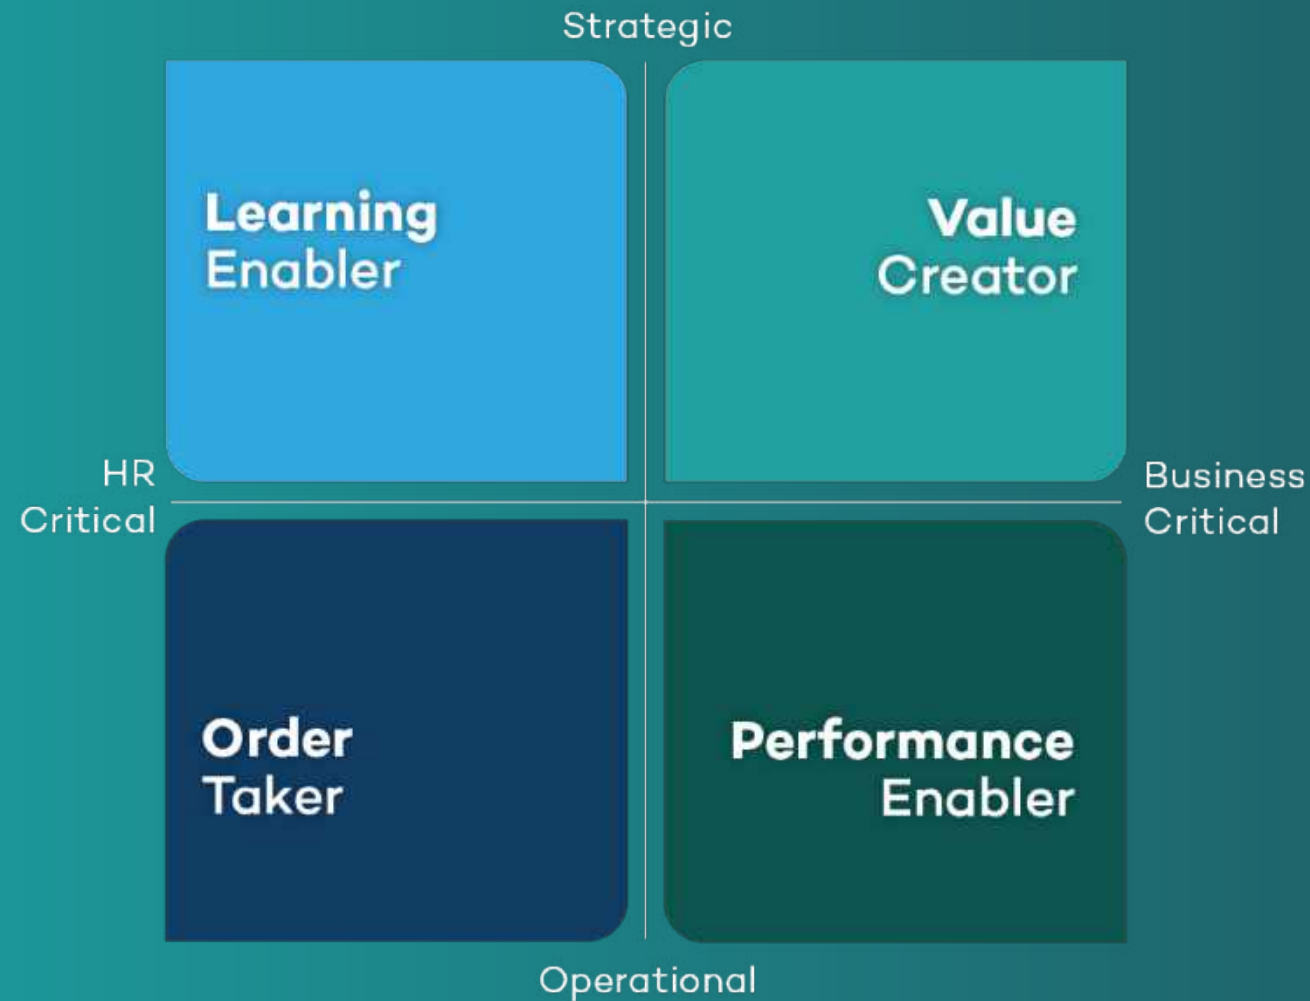 Strategic
Learning
Enabler
Value
Creator
HR
Critical
Business
Critical
Order
Taker
Performance
Enabler
Operational